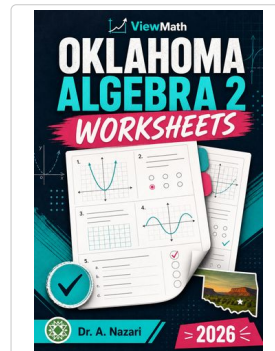 ViewMath
OKLAHOMA
ALGEBRA 2
WORKSHEETS
1.
2.
3.
4.
5.
Dr. A. Nazari
2026